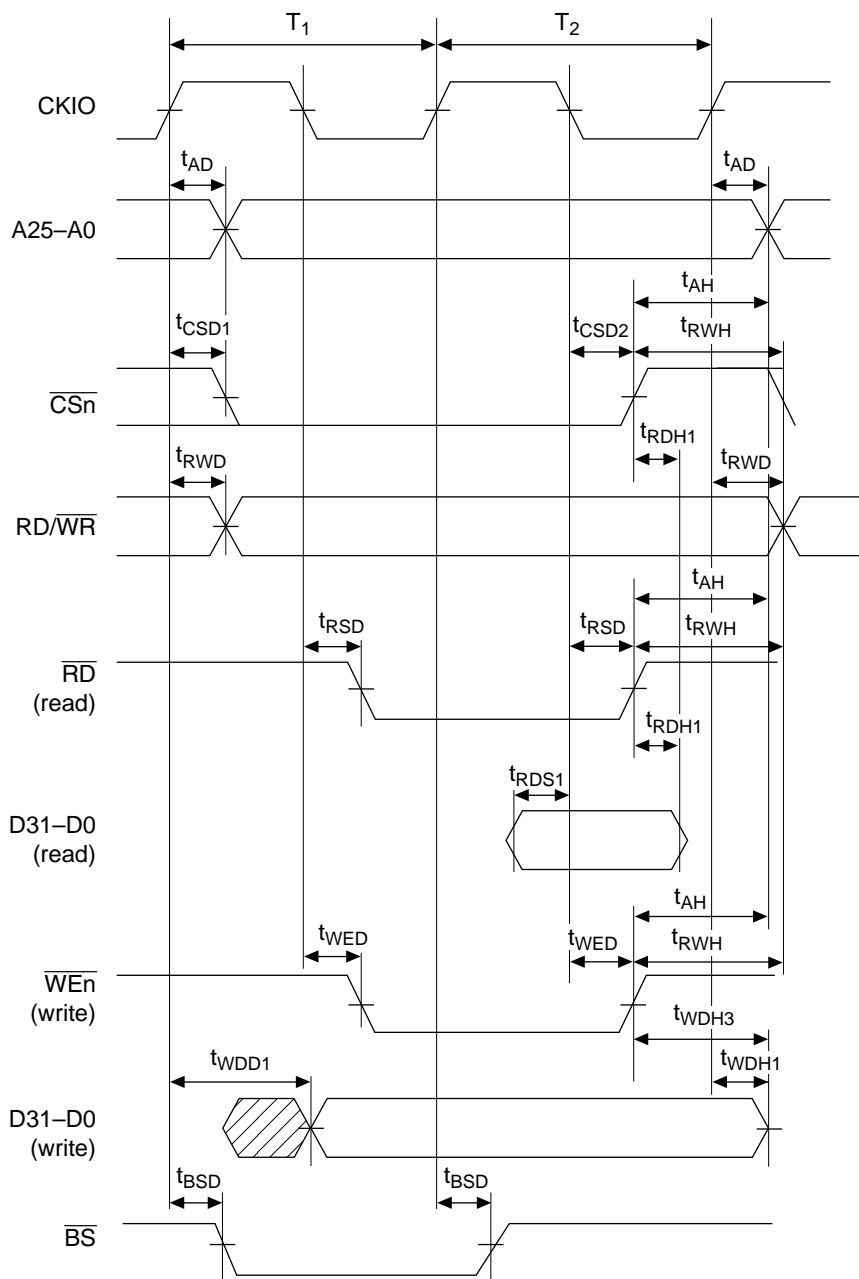 T1 T2
CKIO
tAD tAD
A25–A0
tAH
tCSD1 tCSD2 tRWH
CSn
tRDH1
tRWD tRWD
RD/WR
tAH
tRSD tRSD tRWH
RD
(read)
tRDH1
tRDS1
D31–D0
(read)
tAH
tWED tWED tRWH
WEn
(write)
tWDH3
tWDD1 tWDH1
D31–D0
(write)
tBSD tBSD
BS